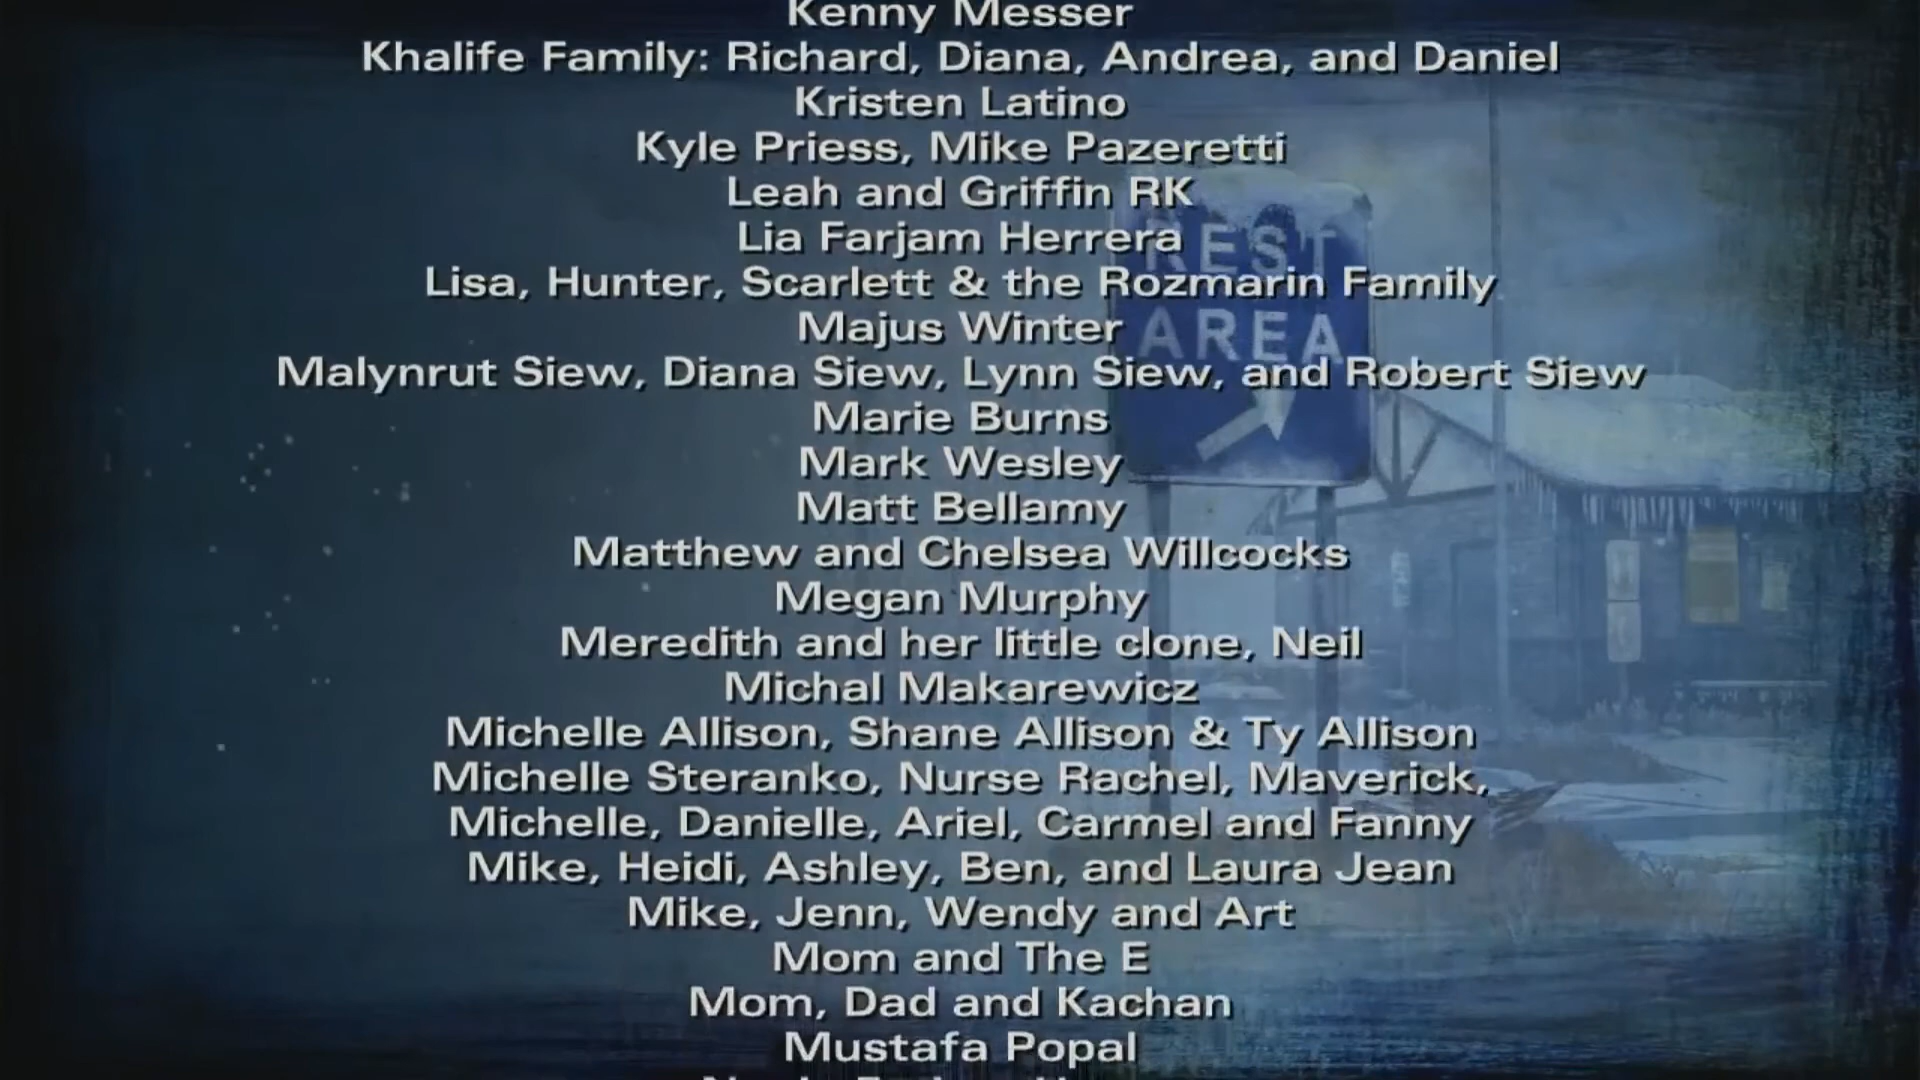 Kenny Messer
Khalife Family: Richard, Diana, Andrea, and Daniel
Kristen Latino
Kyle Priess, Mike Pazeretti
Leah and Griffin RK
Lia Farjam Herrera
REST
Lisa, Hunter, Scarlett & the Rozmarin Family
Majus Winter
AREA
Malynrut Siew, Diana Siew, Lynn Siew, and Robert Siew
Marie Burns
Mark Wesley
Matt Bellamy
Matthew and Chelsea Willcocks
Megan Murphy
Meredith and her little clone, Neil
Michal Makarewicz
Michelle Allison, Shane Allison & Ty Allison
Michelle Steranko, Nurse Rachel, Maverick,
Michelle, Danielle, Ariel, Carmel and Fanny
Mike, Heidi, Ashley, Ben, and Laura Jean
Mike, Jenn, Wendy and Art
Mom and The E
Mom, Dad and Kachan
Mustafa Popal